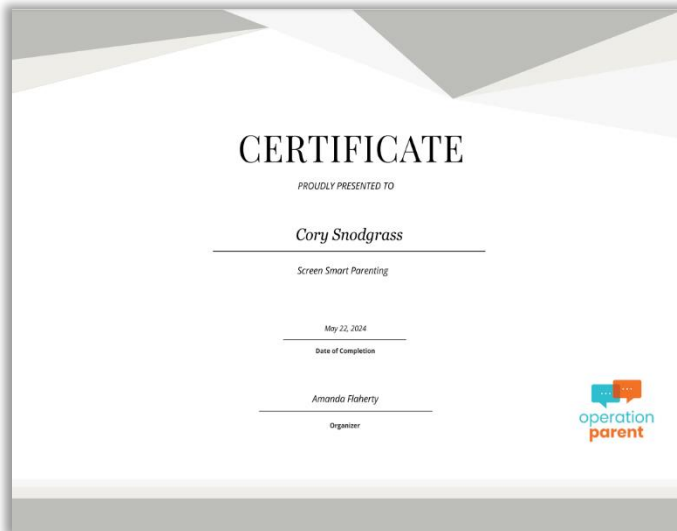 CERTIFICATE
PROUDLY PRESENTED TO
Cory Snodgrass
Screen Smart Parenting
May 22, 2024
Date of Completion
Amanda Flaherty
Organizer
operation
parent